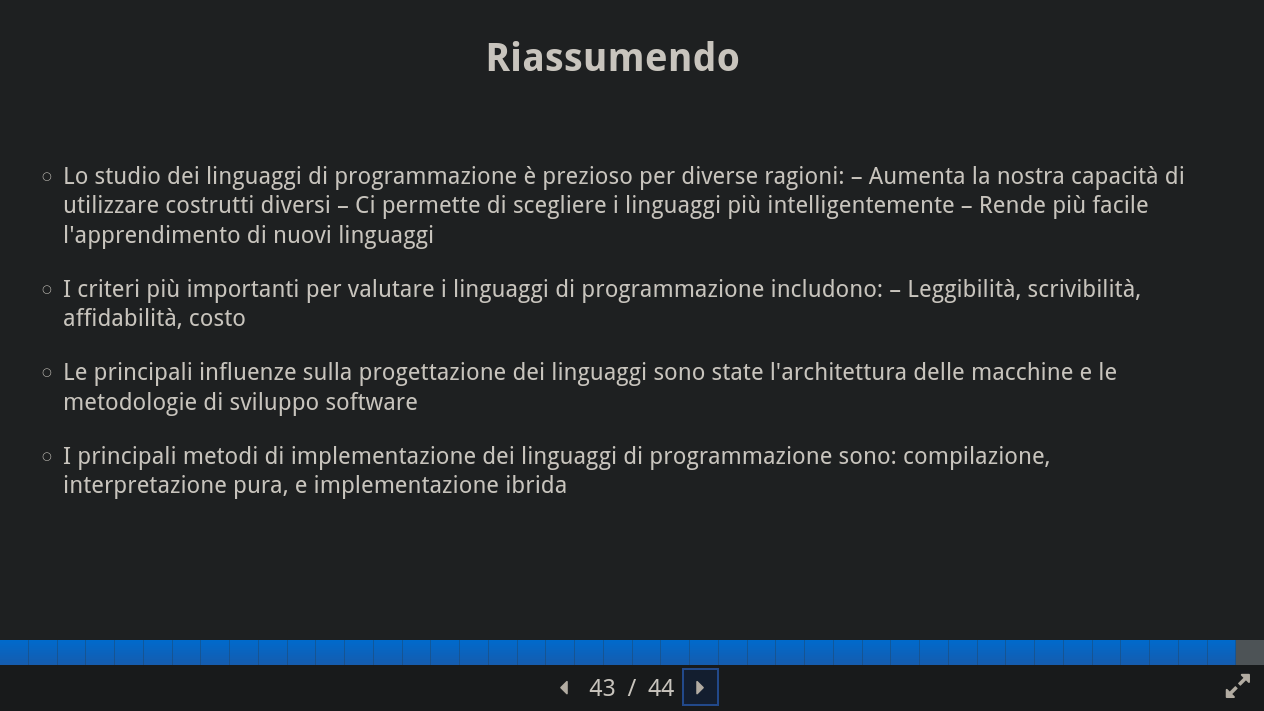 Riassumendo
Lo studio dei linguaggi di programmazione è prezioso per diverse ragioni: – Aumenta la nostra capacità di
utilizzare costrutti diversi – Ci permette di scegliere i linguaggi più intelligentemente – Rende più facile
l'apprendimento di nuovi linguaggi
I criteri più importanti per valutare i linguaggi di programmazione includono: – Leggibilità, scrivibilità,
affidabilità, costo
Le principali influenze sulla progettazione dei linguaggi sono state l'architettura delle macchine e le
metodologie di sviluppo software
I principali metodi di implementazione dei linguaggi di programmazione sono: compilazione,
interpretazione pura, e implementazione ibrida
43 / 44